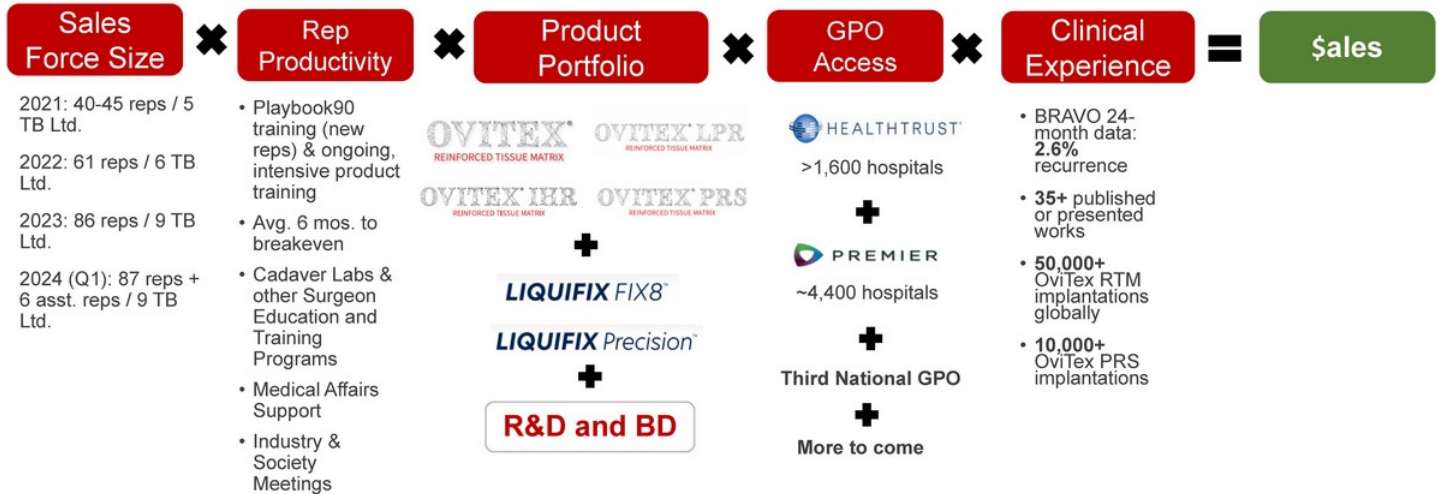 Sales
Force Size
Rep
Productivity
Product
Portfolio
GPO
Access
Clinical
Experience
$ales
2021: 40-45 reps / 5
TB Ltd.
2022: 61 reps / 6 TB
Ltd.
2023: 86 reps / 9 TB
Ltd.
2024 (Q1): 87 reps +
6 asst. reps / 9 TB
Ltd.
• Playbook90
training (new
reps) & ongoing,
intensive product
training
• Avg. 6 mos. to
breakeven
• Cadaver Labs &
other Surgeon
Education and
Training
Programs
• Medical Affairs
Support
• Industry &
Society
Meetings
OVITEX®
REINFORCED TISSUE MATRIX
OVITEX® LPR
REINFORCED TISSUE MATRIX
OVITEX® IHR
REINFORCED TISSUE MATRIX
OVITEX® PRS
REINFORCED TISSUE MATRIX
LIQUIFIX FIX8™
LIQUIFIX Precision™
R&D and BD
HEALTHTRUST®
>1,600 hospitals
PREMIER
~4,400 hospitals
Third National GPO
More to come
• BRAVO 24-
month data:
2.6%
recurrence
• 35+ published
or presented
works
• 50,000+
OviTex RTM
implantations
globally
• 10,000+
OviTex PRS
implantations